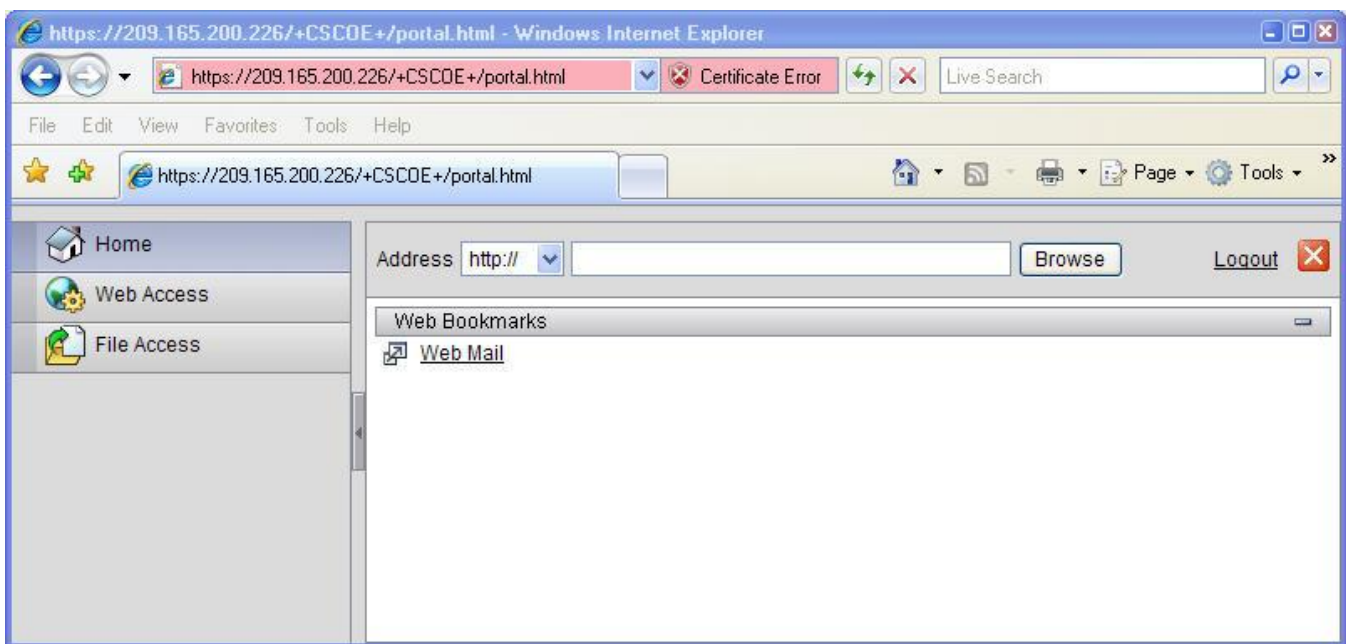 https://209.165.200.226/+CSCOE+/portal.html - Windows Internet Explorer
https://209.165.200.226/+CSCOE+/portal.html Certificate Error Live Search
File Edit View Favorites Tools Help
https://209.165.200.226/+CSCOE+/portal.html Page Tools »
Home
Address http:// Browse Logout
Web Access
Web Bookmarks
File Access
Web Mail